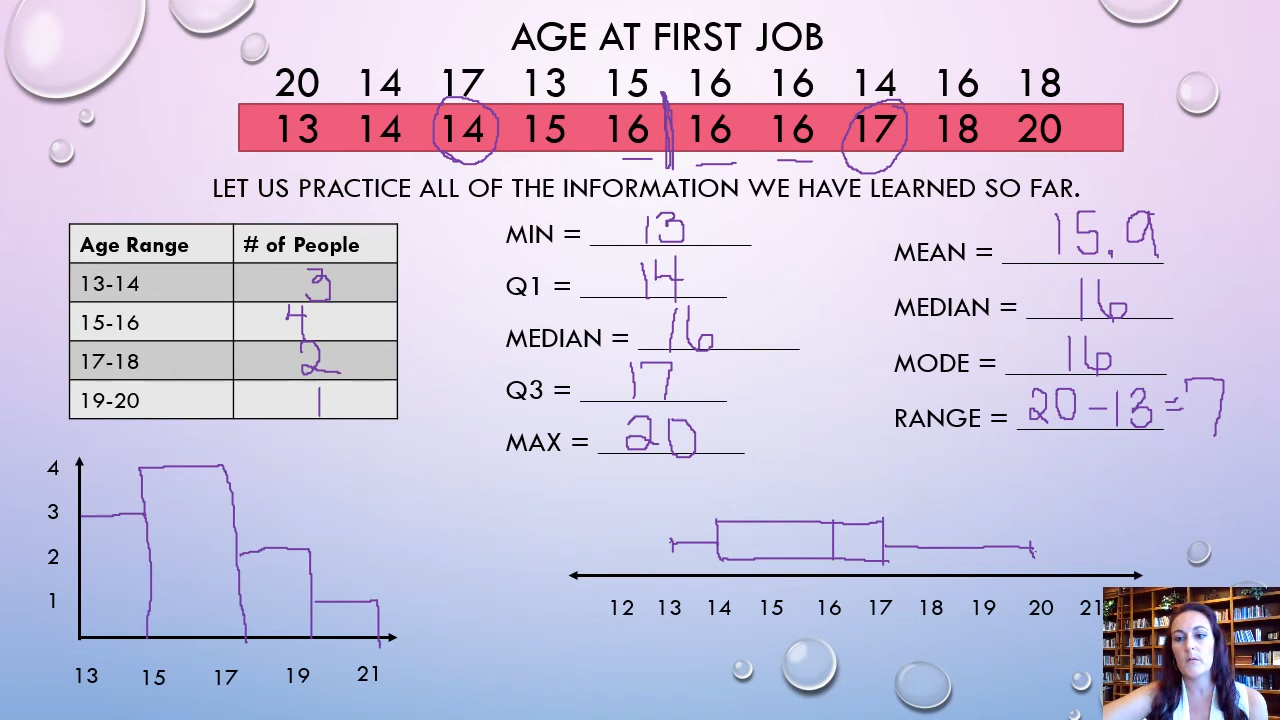 AGE AT FIRST JOB
20 14 17 13 15 16 16 14 16 18
13 14 14 15 16 16 16 17 18 20
LET US PRACTICE ALL OF THE INFORMATION WE HAVE LEARNED SO FAR.
Age Range # of People
13-14 3
15-16 4
17-18 2
19-20 1
MIN = 13
Q1 = 14
MEDIAN = 16
Q3 = 17
MAX = 20
MEAN = 15.9
MEDIAN = 16
MODE = 16
RANGE = 20-13=7
4
3
2
1
13 15 17 19 21
12 13 14 15 16 17 18 19 20 21